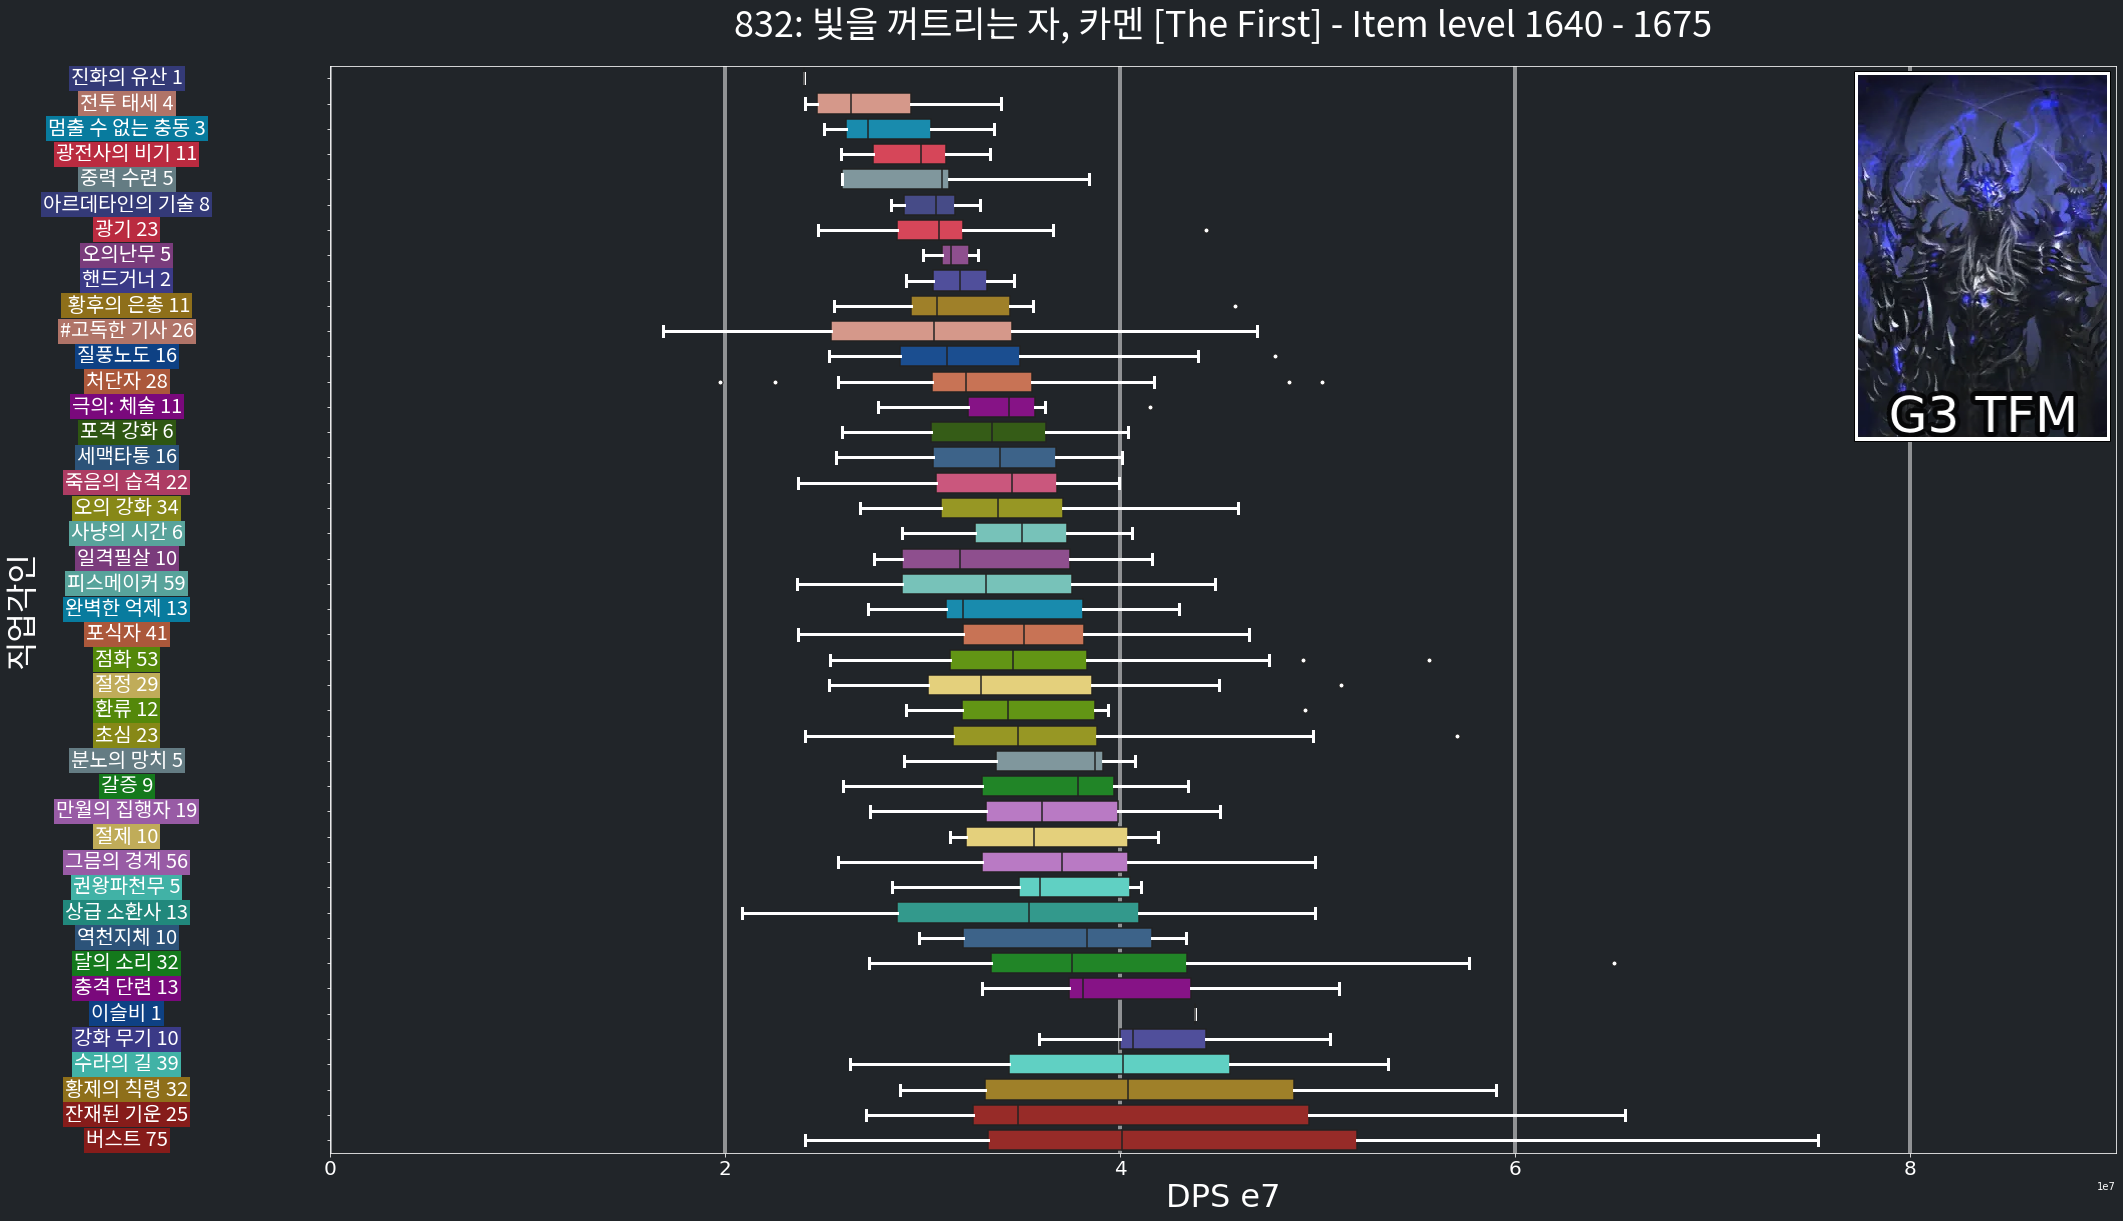 832: 빛을 꺼트리는 자, 카멘 [The First] - Item level 1640 - 1675
진화의 유산 1
전투 태세 4
멈출 수 없는 충동 3
광전사의 비기 11
중력 수련 5
아르데타인의 기술 8
광기 23
오의난무 5
핸드거너 2
황후의 은총 11
#고독한 기사 26
질풍노도 16
처단자 28
극의: 체술 11
포격 강화 6
세맥타통 16
죽음의 습격 22
오의 강화 34
사냥의 시간 6
일격필살 10
피스메이커 59
완벽한 억제 13
포식자 41
점화 53
절정 29
환류 12
초심 23
분노의 망치 5
갈증 9
만월의 집행자 19
절제 10
그믐의 경계 56
권왕파천무 5
상급 소환사 13
역천지체 10
달의 소리 32
충격 단련 13
이슬비 1
강화 무기 10
수라의 길 39
황제의 칙령 32
잔재된 기운 25
버스트 75
직업각인
G3 TFM
0 2 4 6 8
DPS e7
1e7